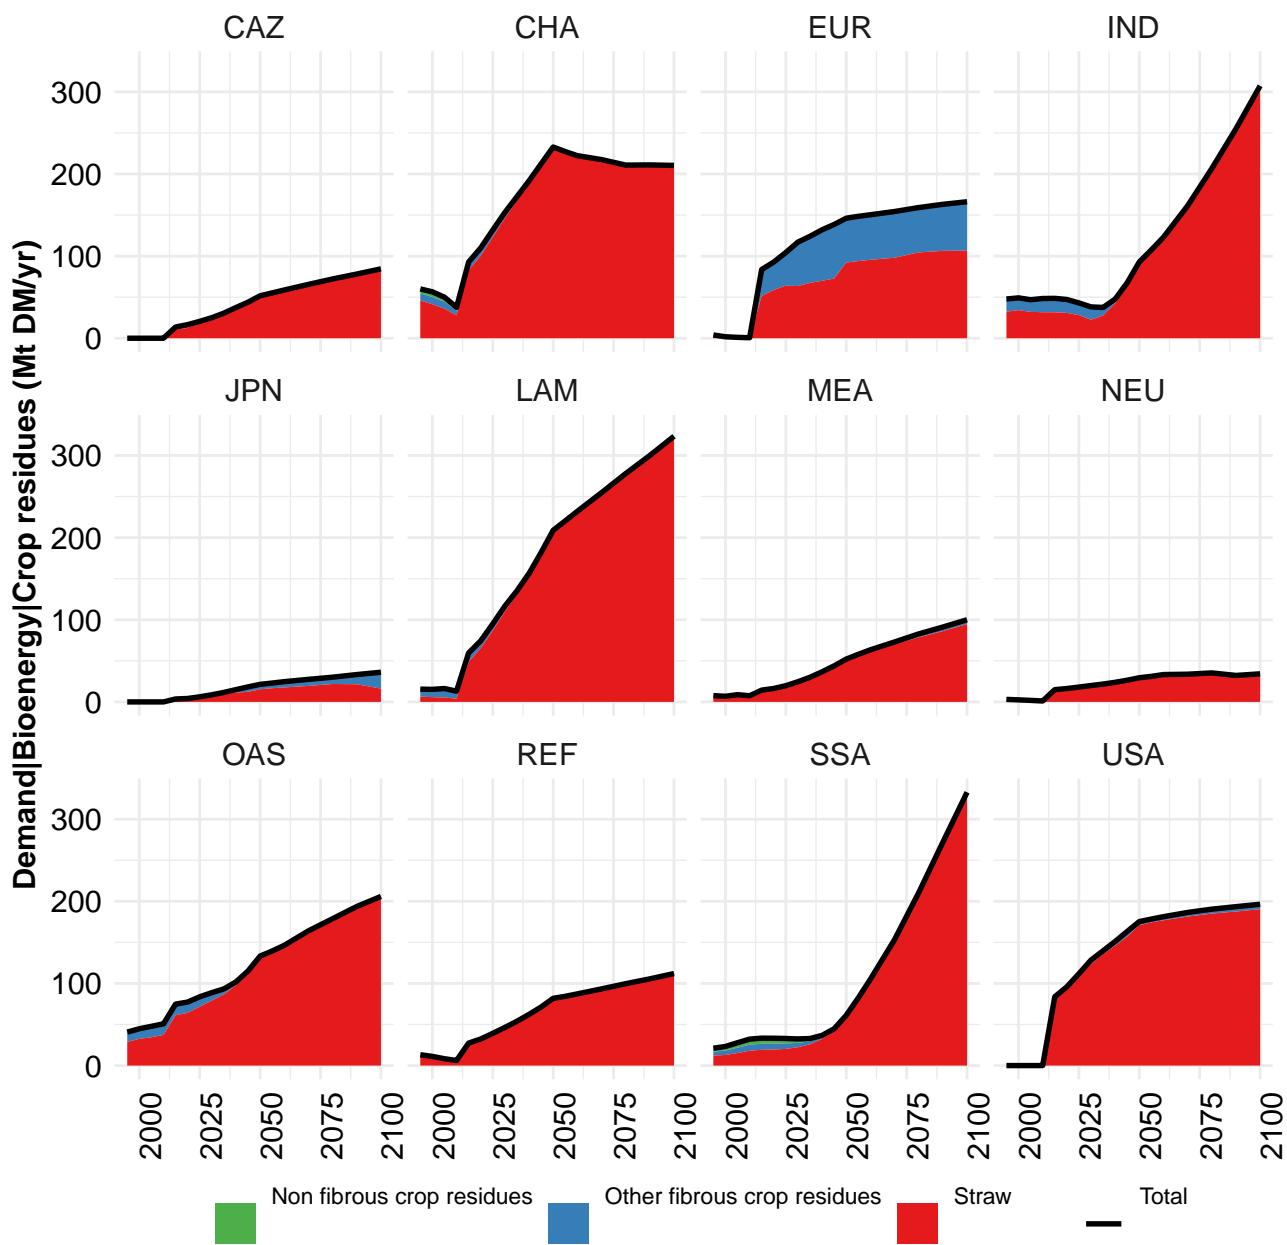 CAZ CHA EUR IND
300
200
100
0
JPN LAM MEA NEU
300
200
100
0
OAS REF SSA USA
300
200
100
0
Demand|Bioenergy|Crop residues (Mt DM/yr)
2000 2025 2050 2075 2100 2000 2025 2050 2075 2100 2000 2025 2050 2075 2100 2000 2025 2050 2075 2100
Non fibrous crop residues Other fibrous crop residues Straw Total